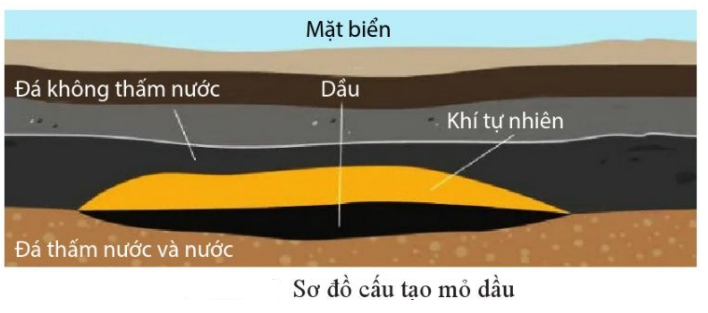 Mặt biển
Đá không thấm nước
Dầu
Khí tự nhiên
Đá thấm nước và nước
Sơ đồ cấu tạo mỏ dầu